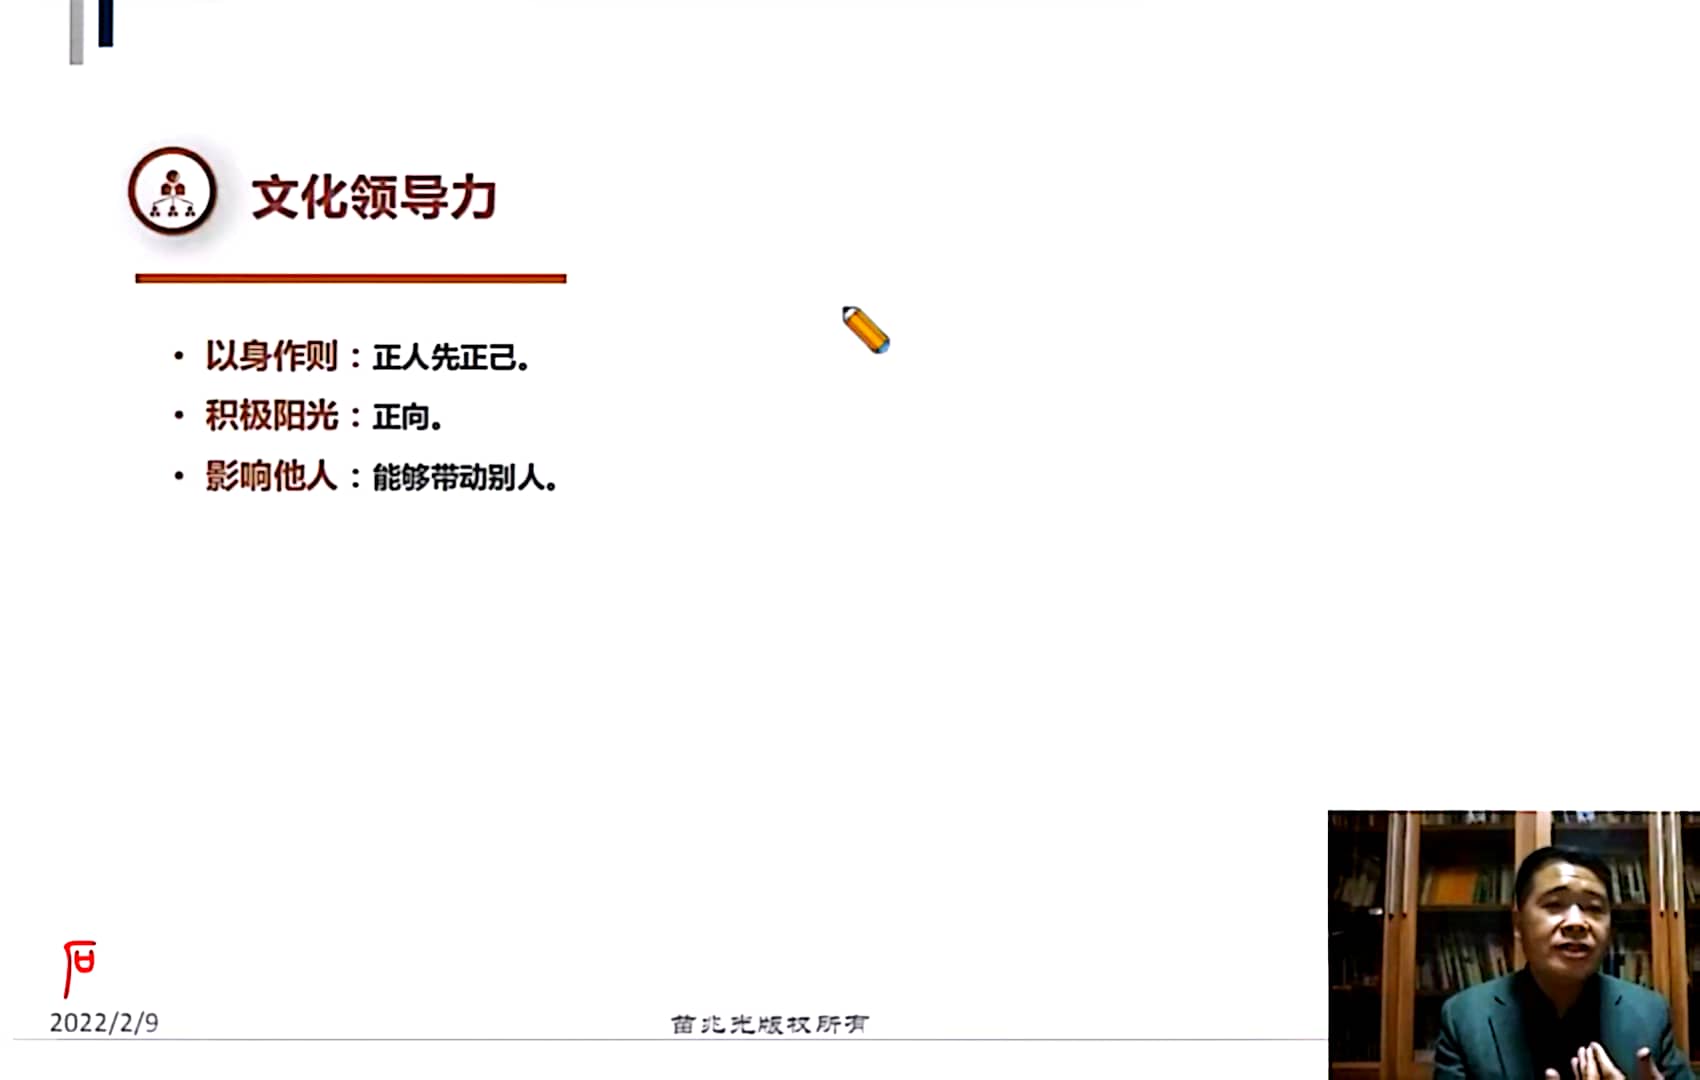 文化领导力
• 以身作则：正人先正己。
• 积极阳光：正向。
• 影响他人：能够带动别人。
2022/2/9
苗兆光版权所有